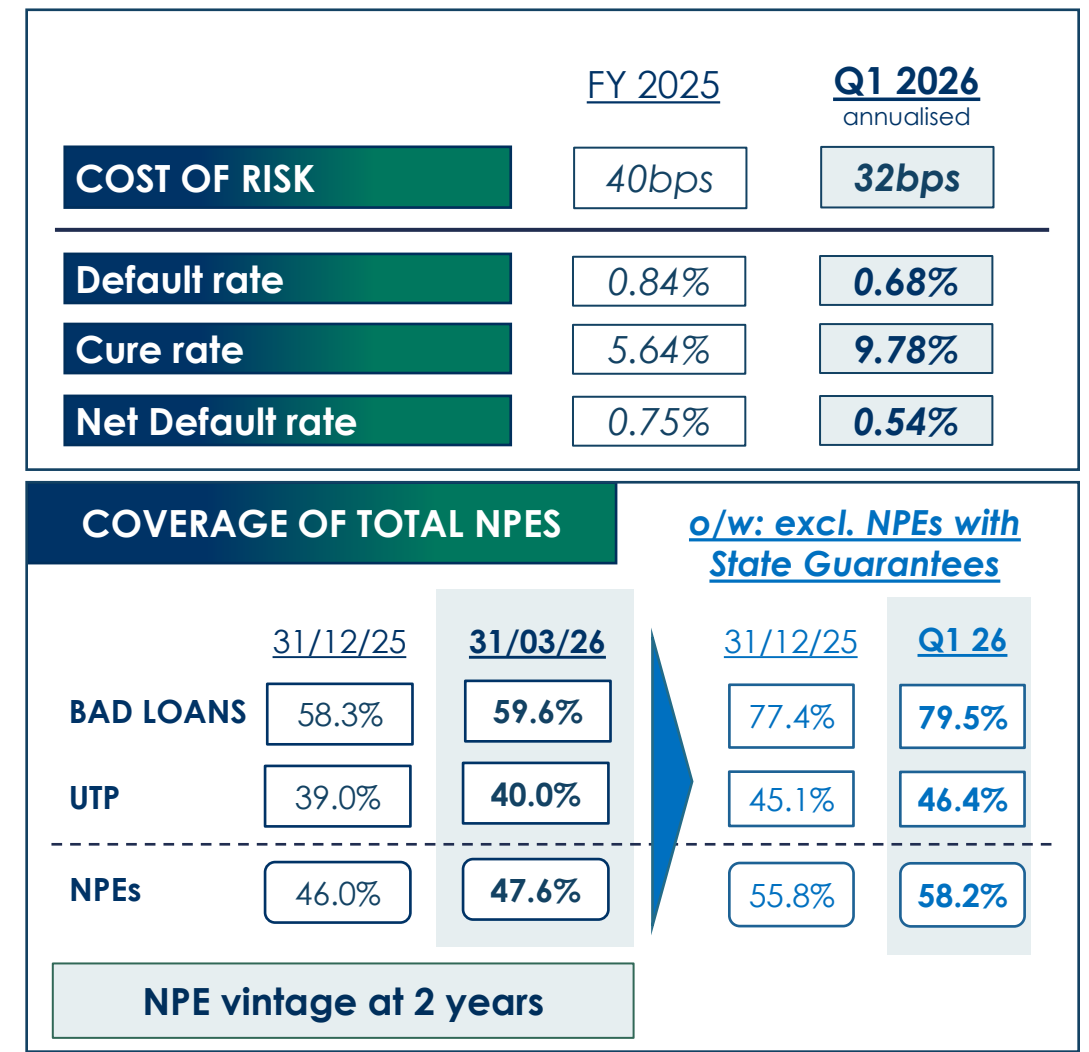 FY 2025 Q1 2026
annualised
COST OF RISK 40bps 32bps
Default rate 0.84% 0.68%
Cure rate 5.64% 9.78%
Net Default rate 0.75% 0.54%
COVERAGE OF TOTAL NPES
o/w: excl. NPEs with
State Guarantees
31/12/25 31/03/26 31/12/25 Q1 26
BAD LOANS 58.3% 59.6% 77.4% 79.5%
UTP 39.0% 40.0% 45.1% 46.4%
NPEs 46.0% 47.6% 55.8% 58.2%
NPE vintage at 2 years